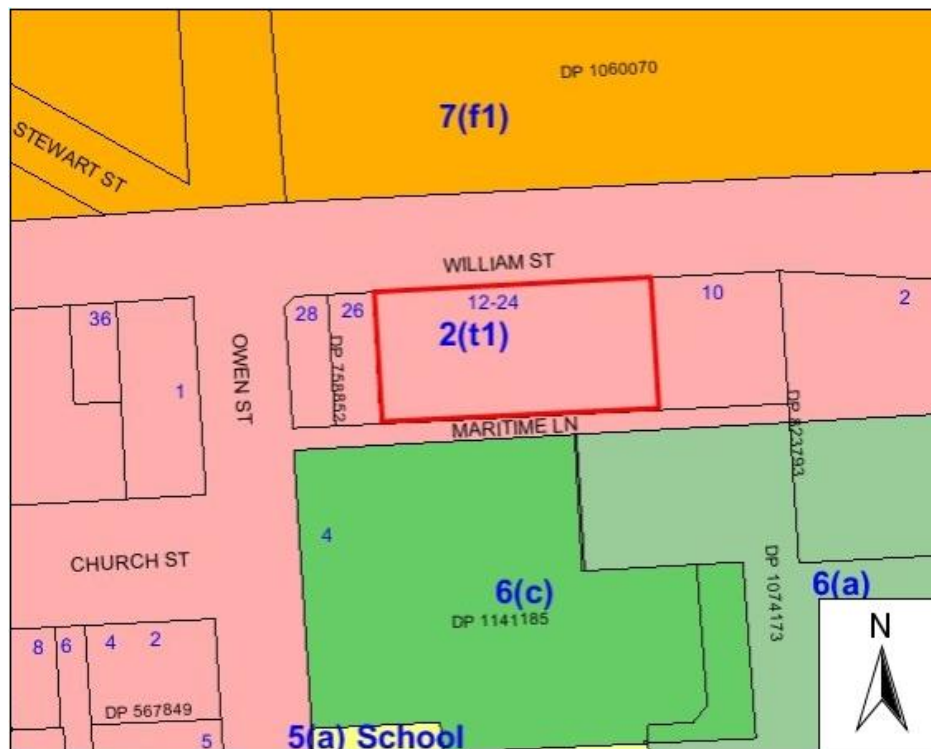 DP 1060070
7(f1)
STEWART ST
WILLIAM ST
12-24
10
2
28
26
36
2(t1)
OWEN ST
DP 758852
1
MARITIME LN
DP 823793
4
CHURCH ST
6(c)
DP 1141185
DP 1074173
6(a)
N
8
6
4
2
DP 567849
5
5(a) School